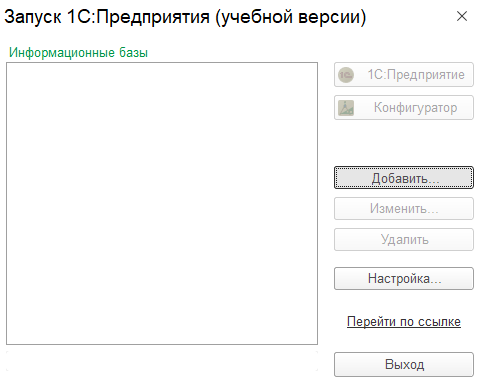 Запуск 1С:Предприятия (учебной версии)
Информационные базы
1С:Предприятие
Конфигуратор
Добавить...
Изменить...
Удалить
Настройка...
Перейти по ссылке
Выход